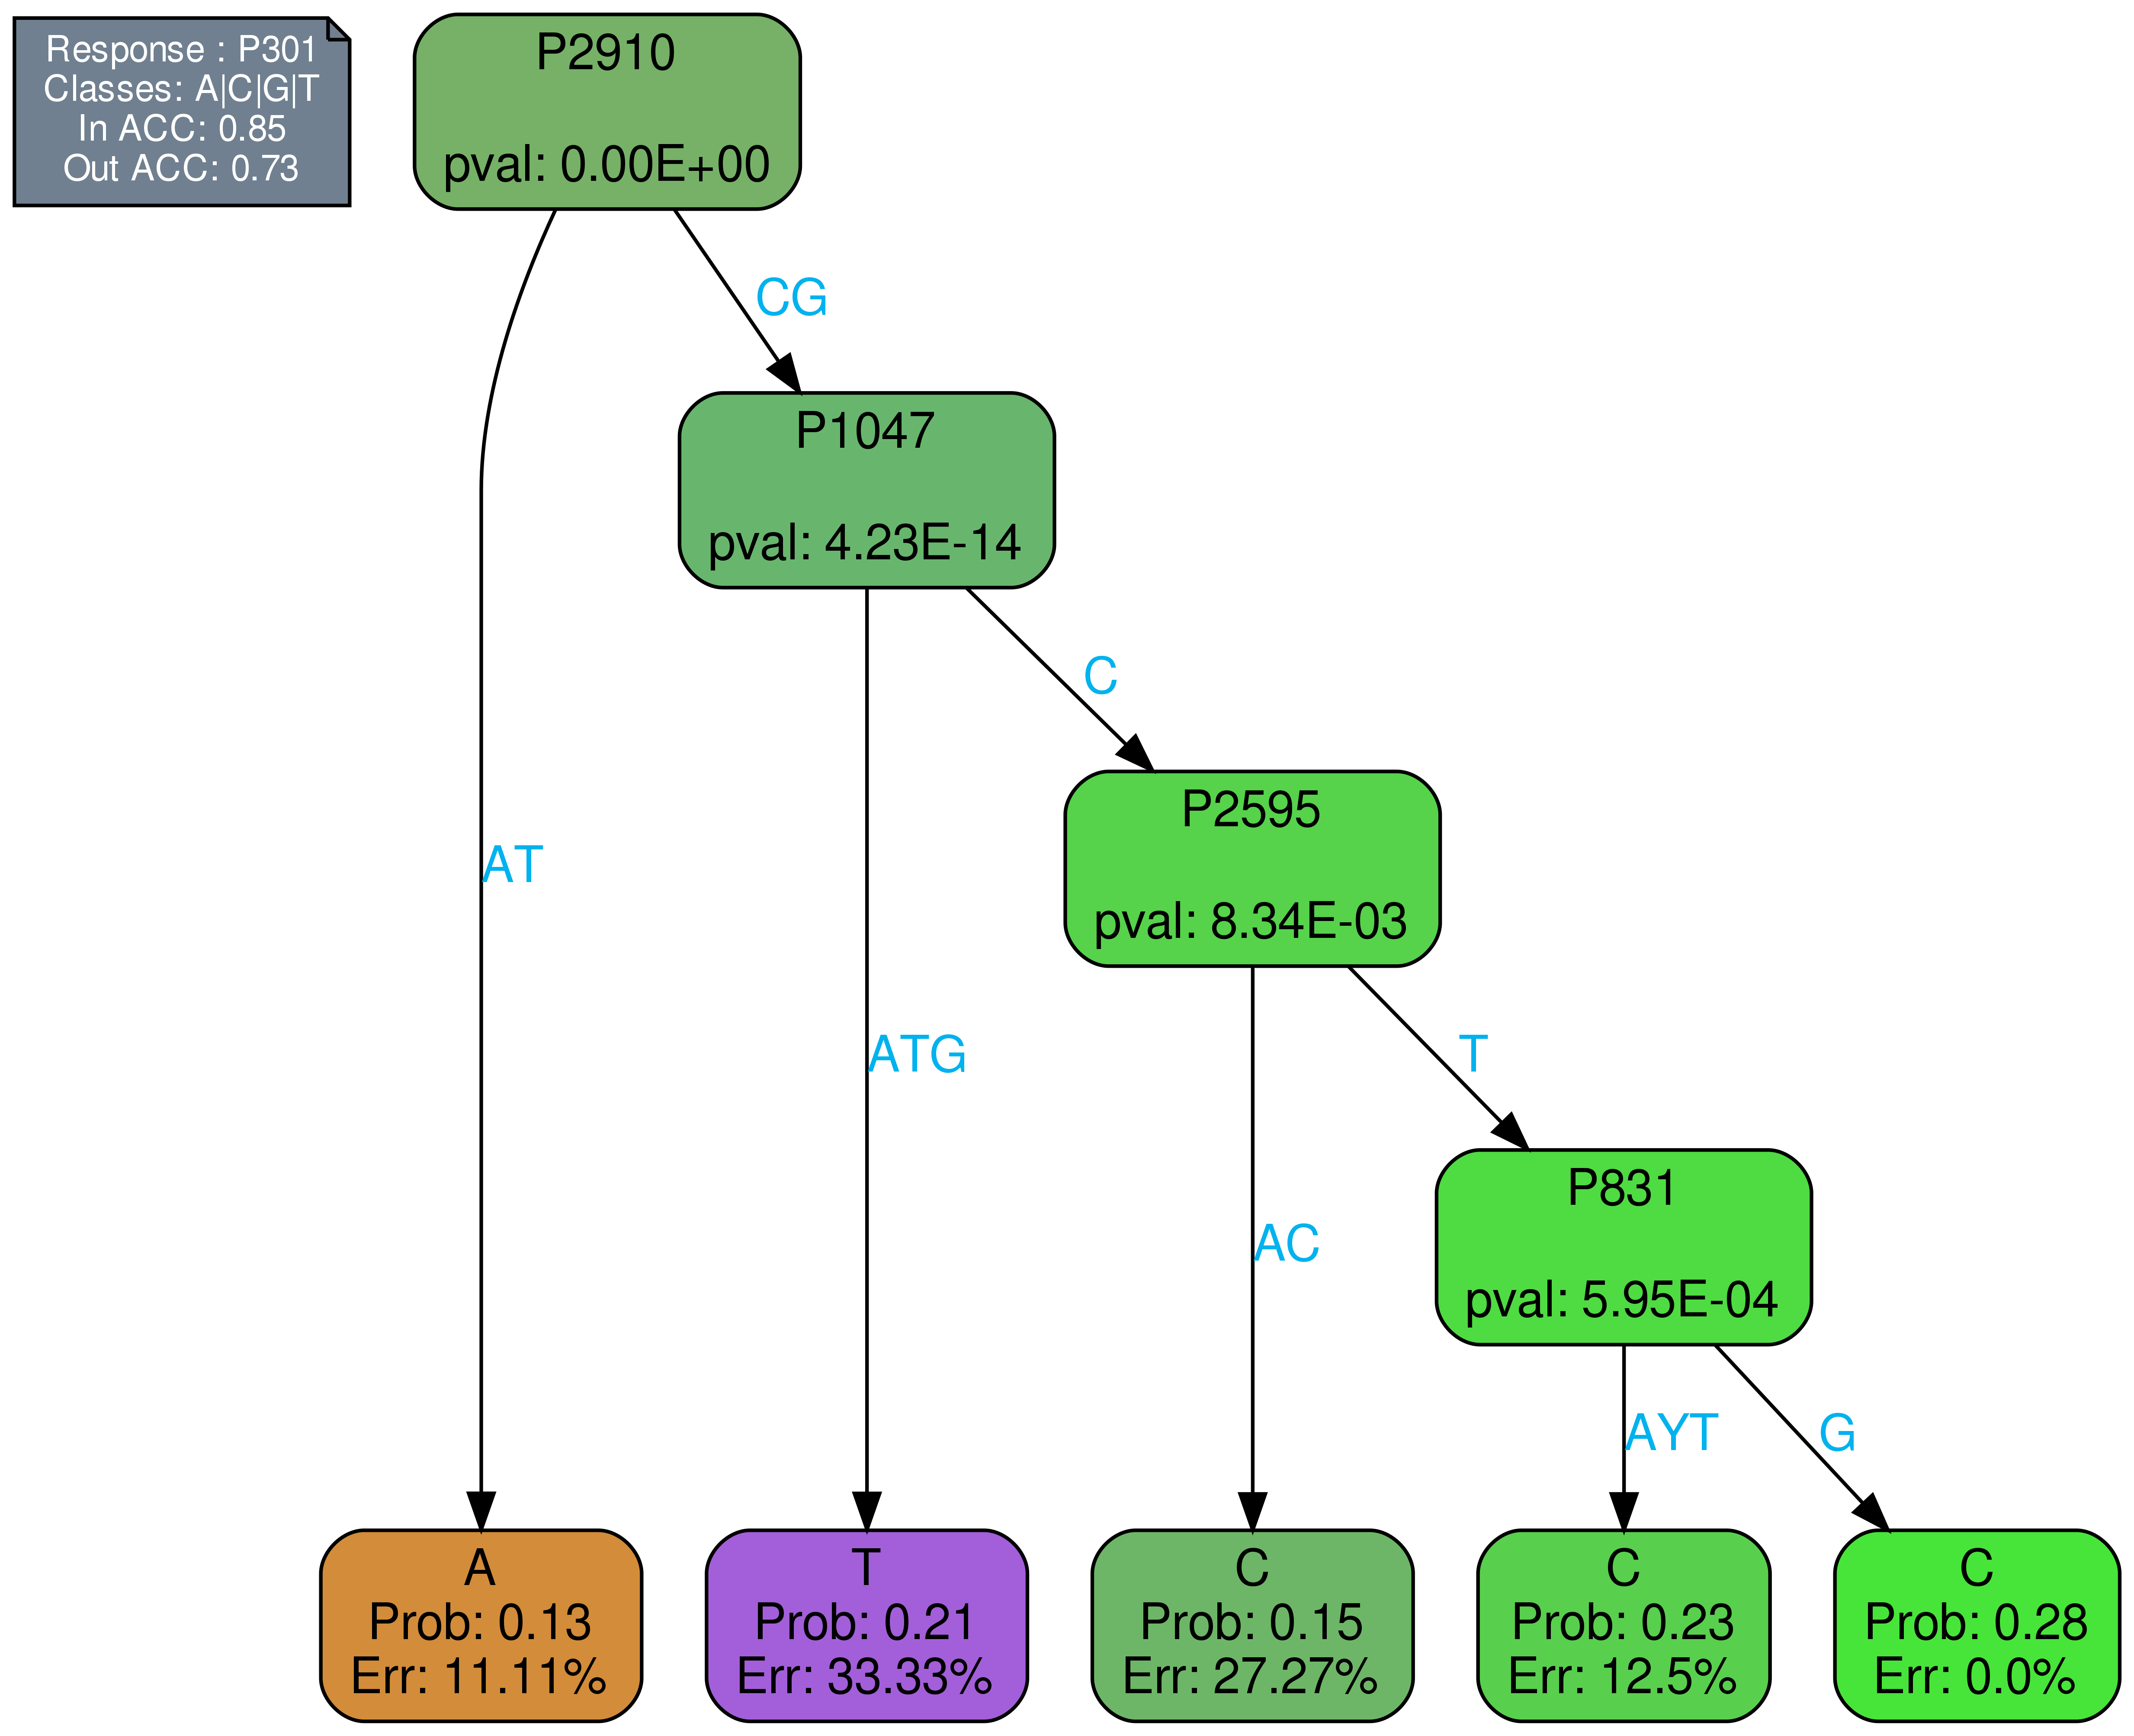 Response : P301
Classes: A|C|G|T
In ACC: 0.85
Out ACC: 0.73
P2910
pval: 0.00E+00
CG
P1047
pval: 4.23E-14
C
P2595
pval: 8.34E-03
AT
ATG
T
AC
P831
pval: 5.95E-04
AYT
G
A
Prob: 0.13
Err: 11.11%
T
Prob: 0.21
Err: 33.33%
C
Prob: 0.15
Err: 27.27%
C
Prob: 0.23
Err: 12.5%
C
Prob: 0.28
Err: 0.0%